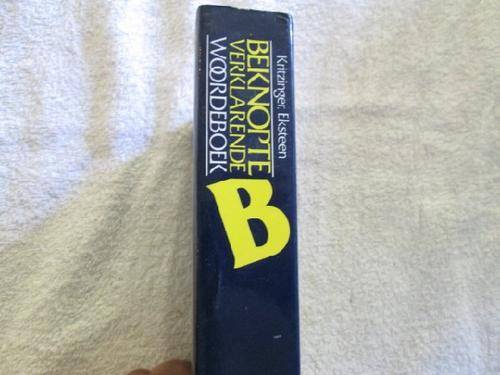 Kritzinger, Eksteen
BEKNOPTE
VERKLARENDE
WOORDEBOEK
B